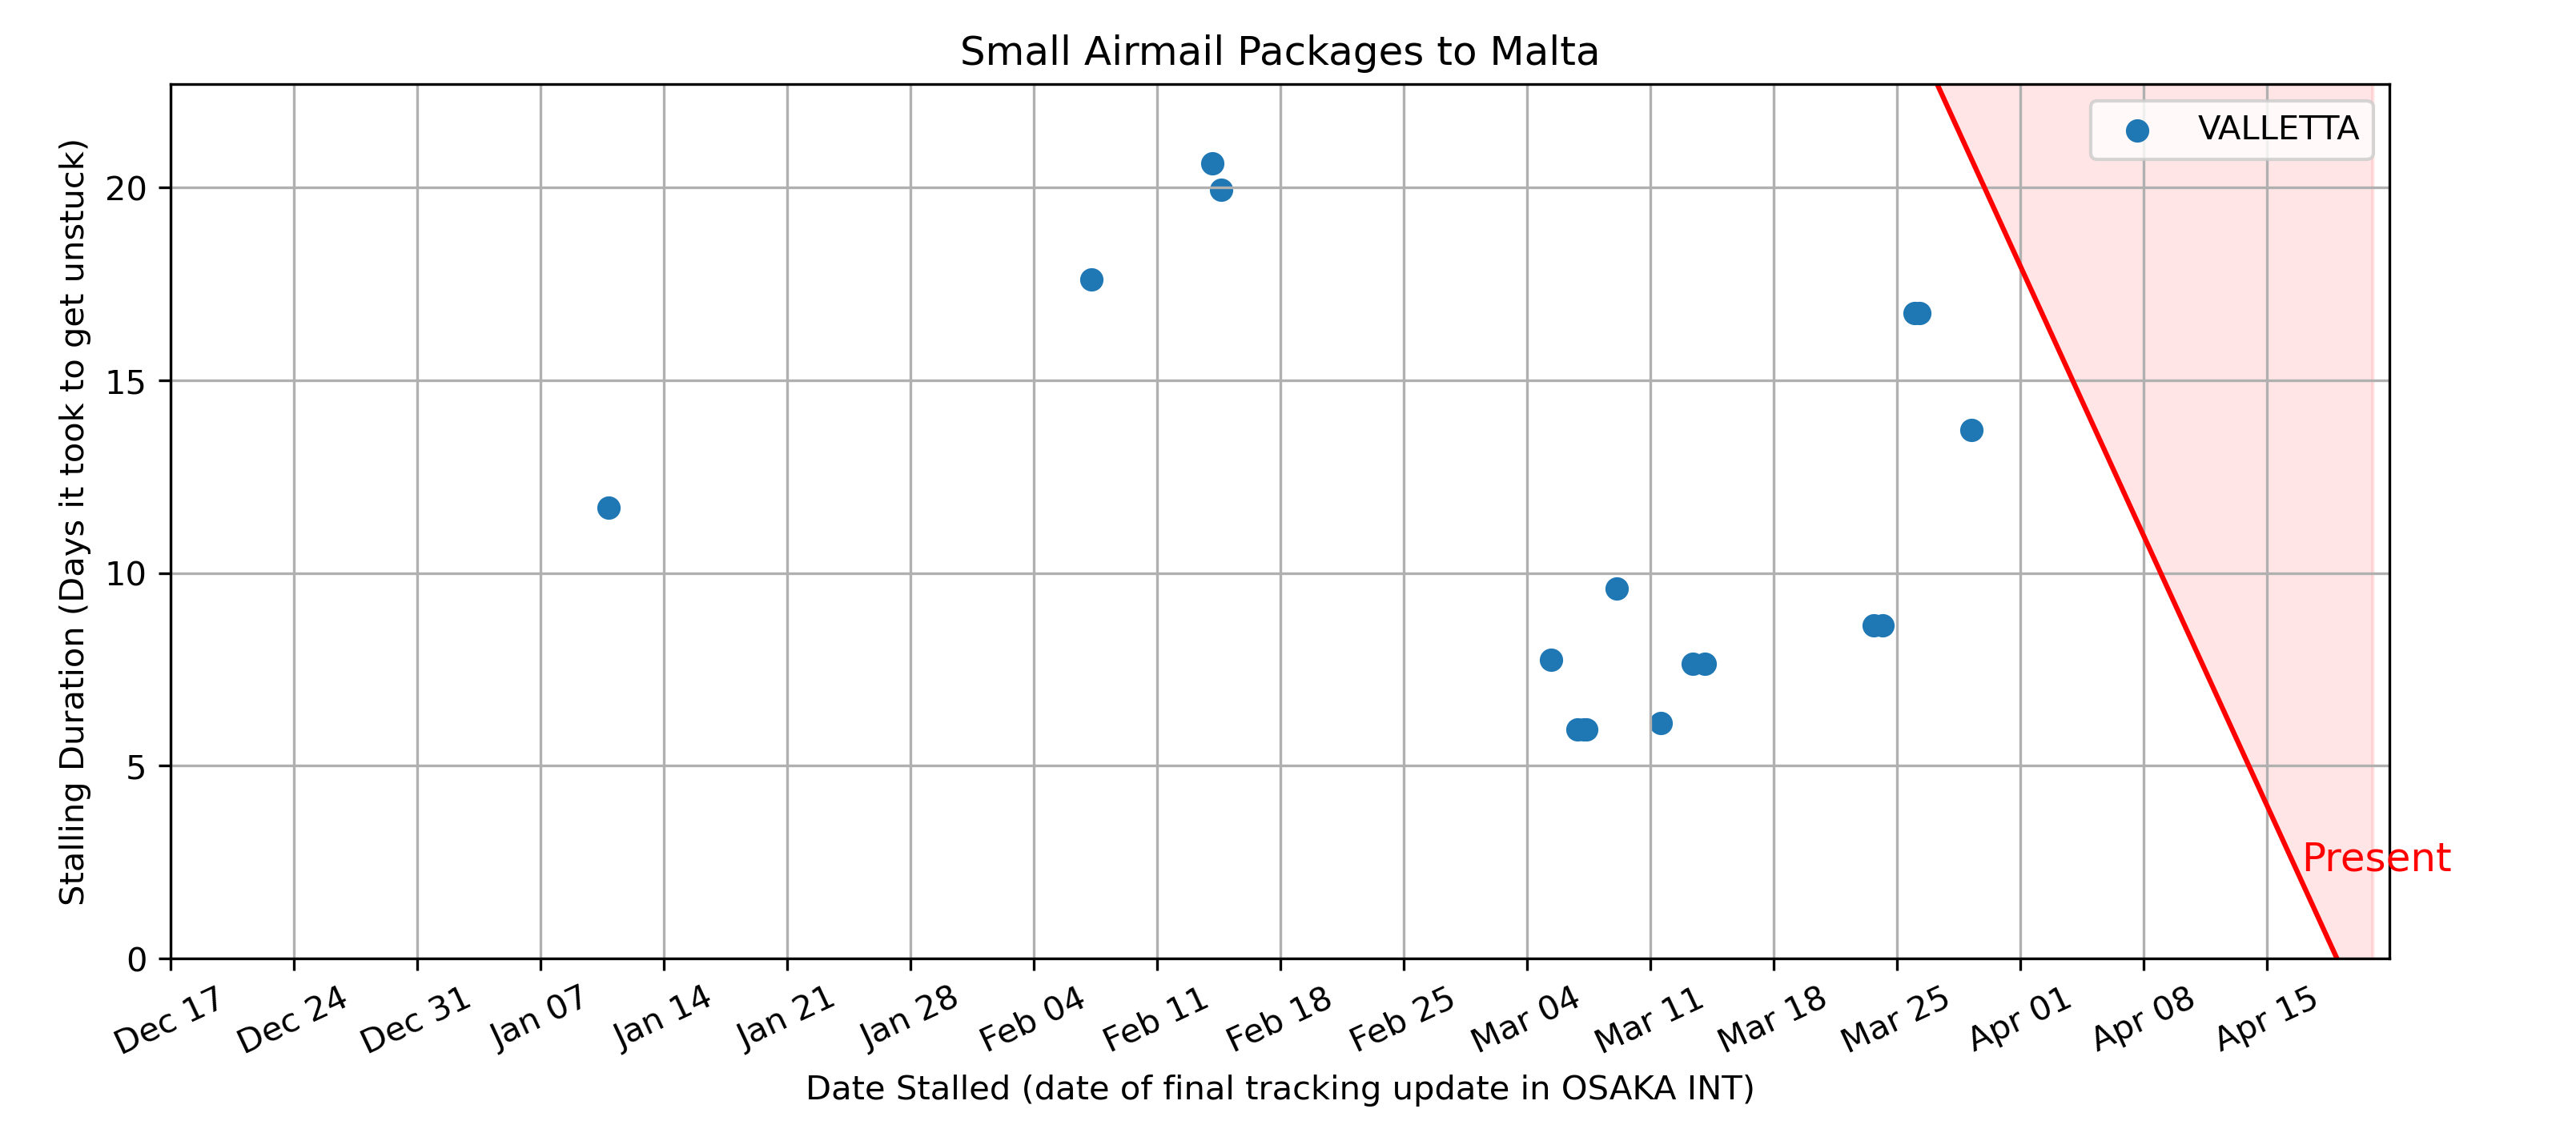 Small Airmail Packages to Malta
VALLETTA
Stalling Duration (Days it took to get unstuck)
20
15
10
5
0
Present
Dec 17
Dec 24
Dec 31
Jan 07
Jan 14
Jan 21
Jan 28
Feb 04
Feb 11
Feb 18
Feb 25
Mar 04
Mar 11
Mar 18
Mar 25
Apr 01
Apr 08
Apr 15
Date Stalled (date of final tracking update in OSAKA INT)